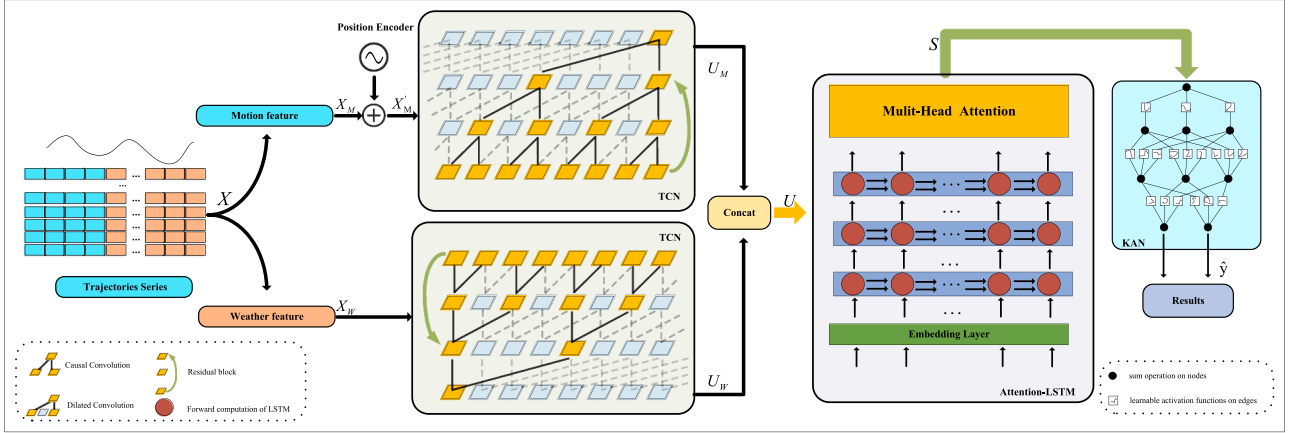 Position Encoder
X_M
X'_M
Motion feature
TCN
U_M
...
...
...
X
Trajectories Series
Weather feature
X_W
TCN
U_W
Concat
U
S
Mulit-Head Attention
...
...
...
...
...
...
Embedding Layer
Attention-LSTM
KAN
ŷ
Results
Causal Convolution
Residual block
Dilated Convolution
Forward computation of LSTM
sum operation on nodes
learnable activation functions on edges